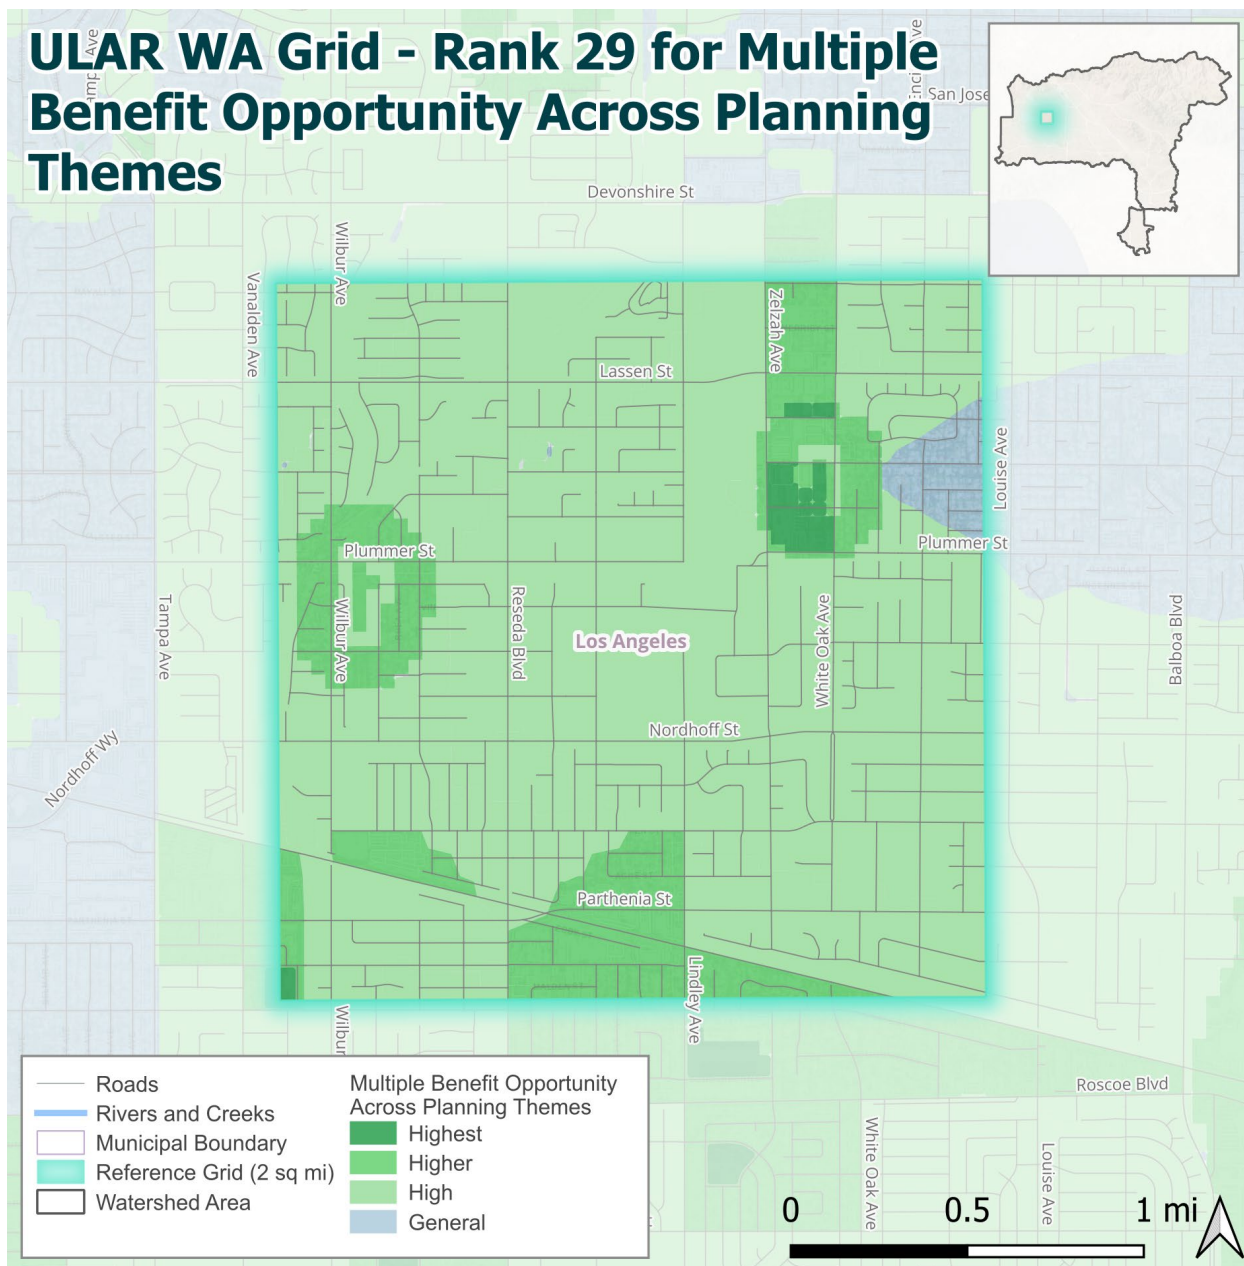 ULAR WA Grid - Rank 29 for Multiple
Benefit Opportunity Across Planning
Themes
San Jose
Devonshire St
Wilbur Ave
Vanalden Ave
Zelzah Ave
Lassen St
Louise Ave
Plummer St
Plummer St
Tampa Ave
Wilbur Ave
Reseda Blvd
Los Angeles
White Oak Ave
Balboa Blvd
Nordhoff St
Nordhoff Wy
Parthenia St
Lindley Ave
Wilbur
Roscoe Blvd
White Oak Ave
Louise Ave
Roads
Rivers and Creeks
Municipal Boundary
Reference Grid (2 sq mi)
Watershed Area
Multiple Benefit Opportunity
Across Planning Themes
Highest
Higher
High
General
0 0.5 1 mi